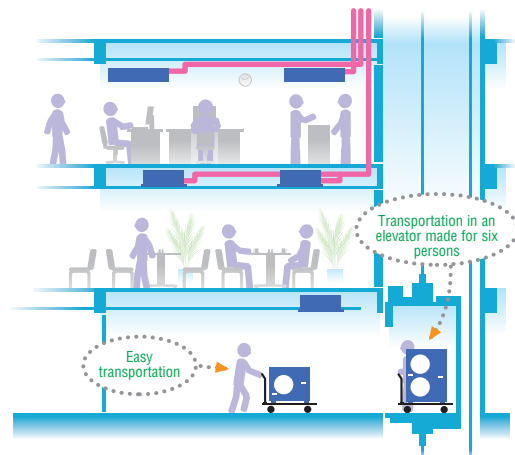 Transportation in an
elevator made for six
persons
Easy
transportation